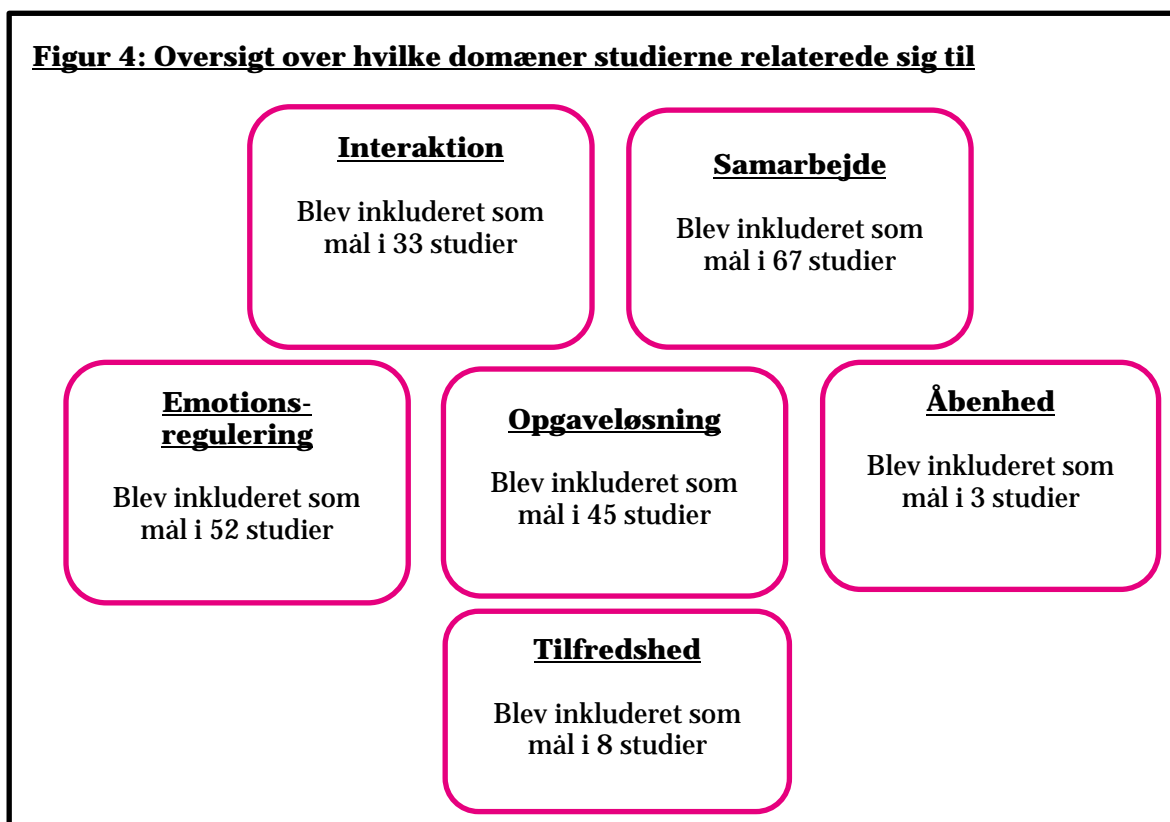 Figur 4: Oversigt over hvilke domæner studierne relaterede sig til
Interaktion
Blev inkluderet som
mål i 33 studier
Samarbejde
Blev inkluderet som
mål i 67 studier
Emotions-
regulering
Blev inkluderet som
mål i 52 studier
Opgaveløsning
Blev inkluderet som
mål i 45 studier
Åbenhed
Blev inkluderet som
mål i 3 studier
Tilfredshed
Blev inkluderet som
mål i 8 studier